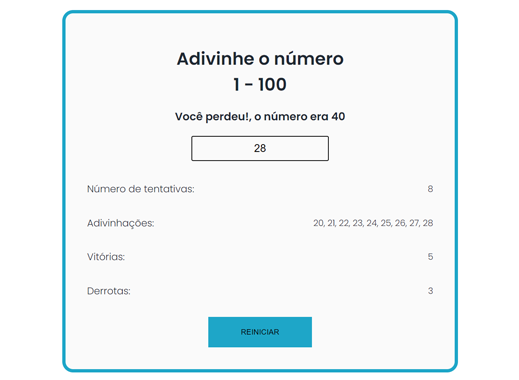 Adivinhe o número
1 - 100
Você perdeu!, o número era 40
28
Número de tentativas: 8
Adivinhações: 20, 21, 22, 23, 24, 25, 26, 27, 28
Vitórias: 5
Derrotas: 3
REINICIAR